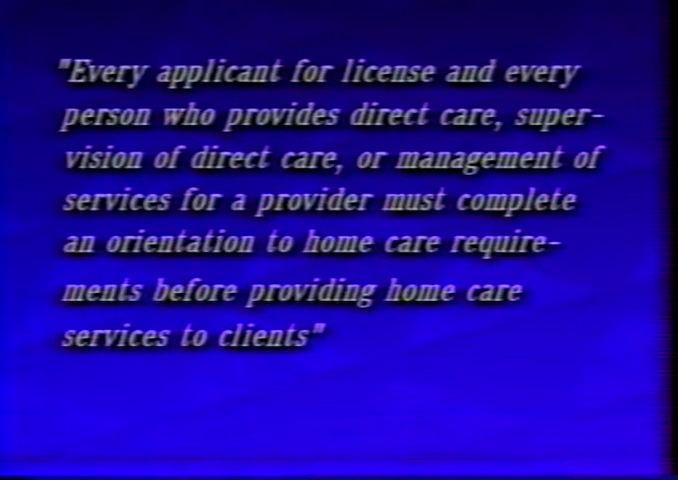 "Every applicant for license and every
person who provides direct care, super-
vision of direct care, or management of
services for a provider must complete
an orientation to home care require-
ments before providing home care
services to clients"